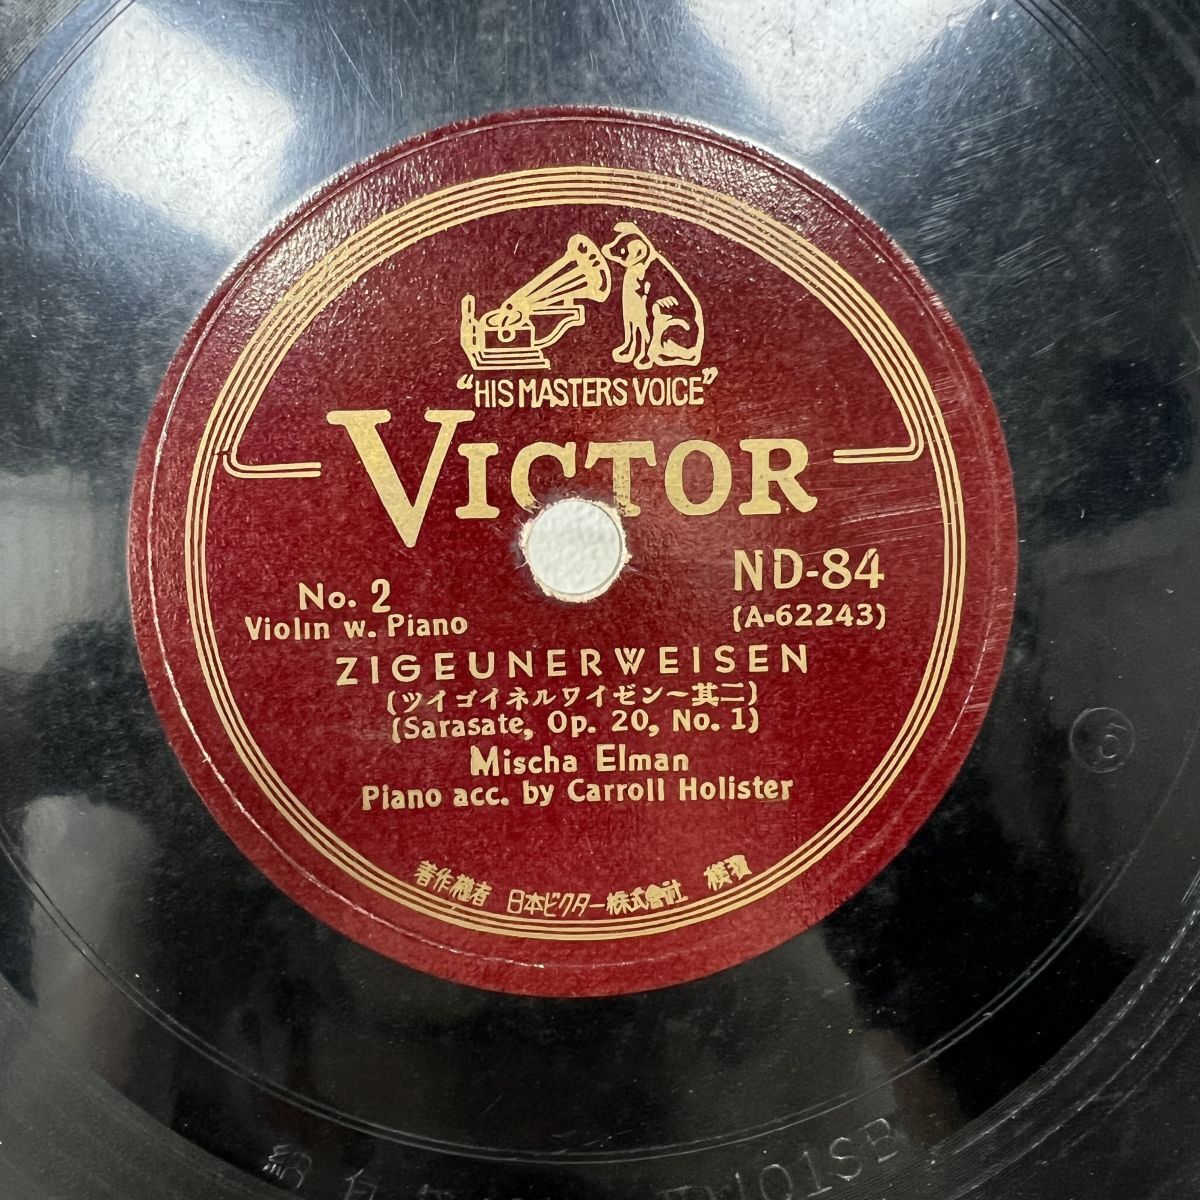 "HIS MASTERS VOICE"
VICTOR
ND-84
(A-62243)
No. 2
Violin w. Piano
ZIGEUNERWEISEN
(ツイゴイネルワイゼン〜其二)
(Sarasate, Op. 20, No. 1)
Mischa Elman
Piano acc. by Carroll Holister
著作権者 日本ビクター株式會社 横濱